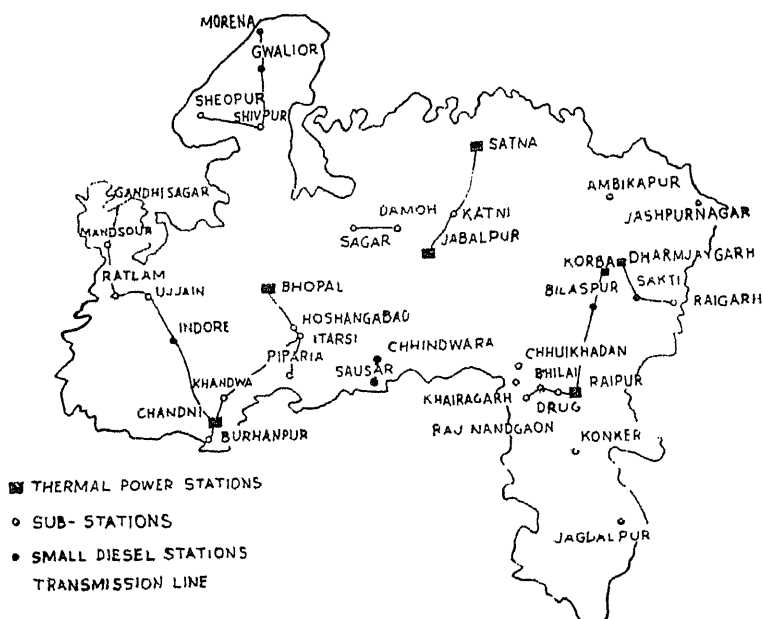 MORENA
GWALIOR
SHEOPUR
SHIVPUR
SATNA
AMBIKAPUR
GANDHISAGAR
JASHPURNAGAR
DAMOH
KATNI
MANDSOUR
SAGAR
JABALPUR
KORBA
DHARMJAYGARH
RATLAM
BHOPAL
BILASPUR
SAKTI
UJJAIN
RAIGARH
HOSHANGABAD
INDORE
ITARSI
CHHINDWARA
PIPARIA
CHHUIKHADAN
SAUSAR
BHILAI
KHANDWA
KHAIRAGARH
RAIPUR
CHANDNI
DRUG
BURHANPUR
RAJ NANDGAON
KONKER
THERMAL POWER STATIONS
SUB- STATIONS
JAGDALPUR
SMALL DIESEL STATIONS
TRANSMISSION LINE